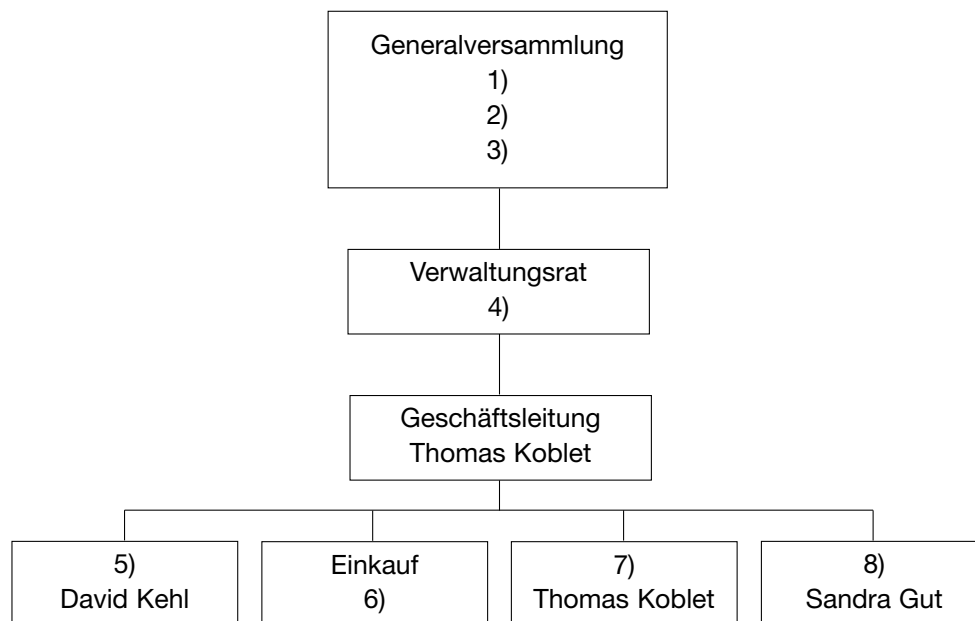 Generalversammlung
1)
2)
3)
Verwaltungsrat
4)
Geschäftsleitung
Thomas Koblet
5)
David Kehl
Einkauf
6)
7)
Thomas Koblet
8)
Sandra Gut